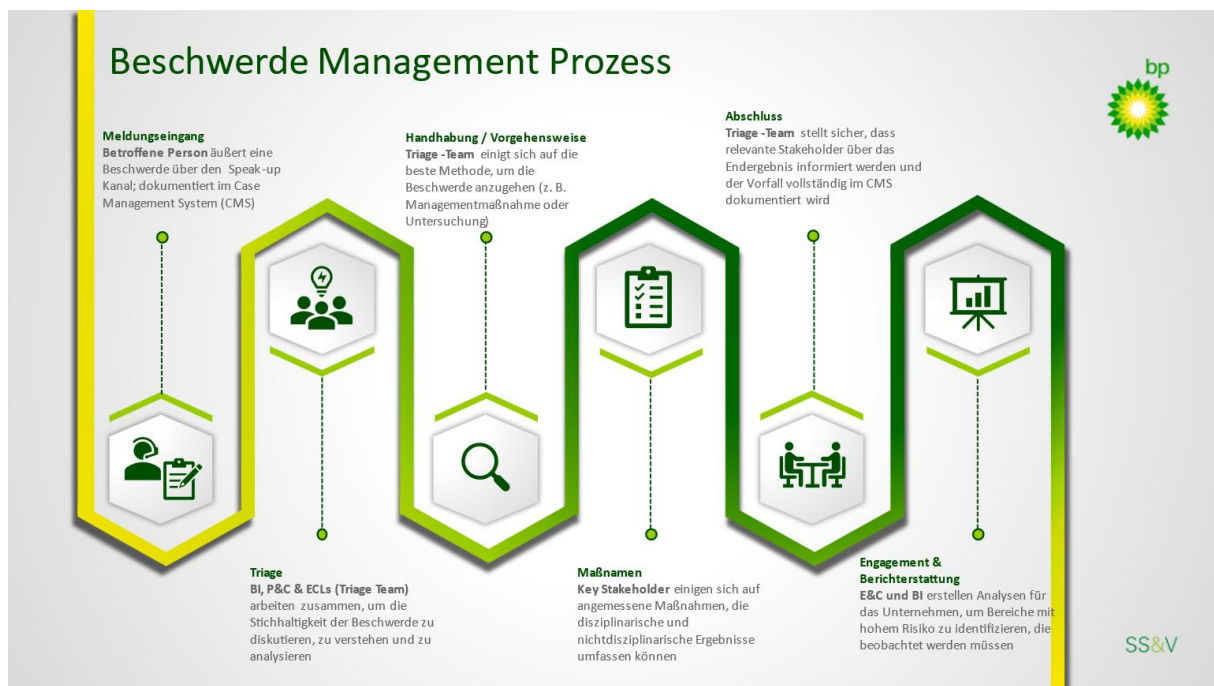 Beschwerde Management Prozess
bp
Meldungseingang
Betroffene Person äußert eine
Beschwerde über den Speak-up
Kanal; dokumentiert im Case
Management System (CMS)
Triage
BI, P&C & ECLs (Triage Team)
arbeiten zusammen, um die
Stichhaltigkeit der Beschwerde zu
diskutieren, zu verstehen und zu
analysieren
Handhabung / Vorgehensweise
Triage -Team einigt sich auf die
beste Methode, um die
Beschwerde anzugehen (z. B.
Managementmaßnahme oder
Untersuchung)
Maßnamen
Key Stakeholder einigen sich auf
angemessene Maßnahmen, die
disziplinarische und
nichtdisziplinarische Ergebnisse
umfassen können
Abschluss
Triage -Team stellt sicher, dass
relevante Stakeholder über das
Endergebnis informiert werden und
der Vorfall vollständig im CMS
dokumentiert wird
Engagement &
Berichterstattung
E&C und BI erstellen Analysen für
das Unternehmen, um Bereiche mit
hohem Risiko zu identifizieren, die
beobachtet werden müssen
SS&V